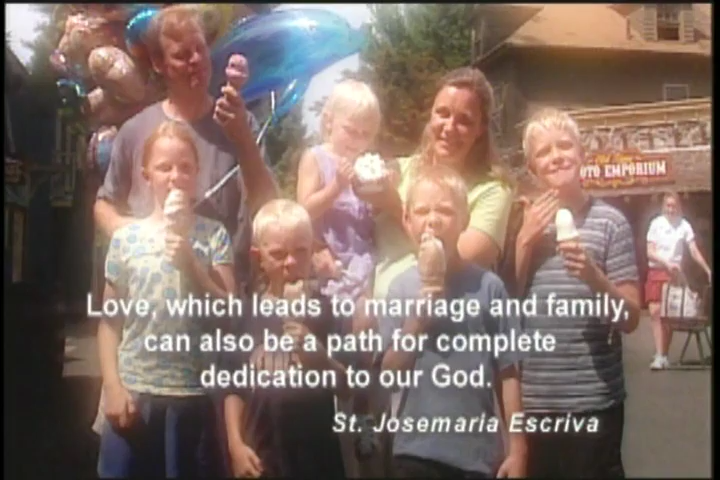 OTO EMPORIUM
Love, which leads to marriage and family,
can also be a path for complete
dedication to our God.
St. Josemaria Escriva